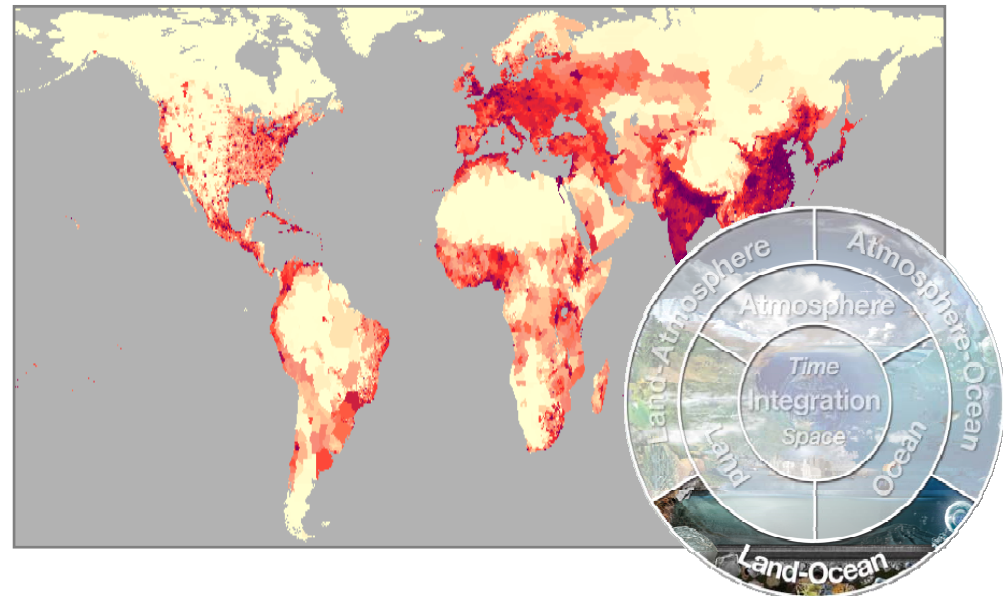 Land-Atmosphere
Atmosphere-Ocean
Atmosphere
Time
Integration
Space
Land
Ocean
Land-Ocean